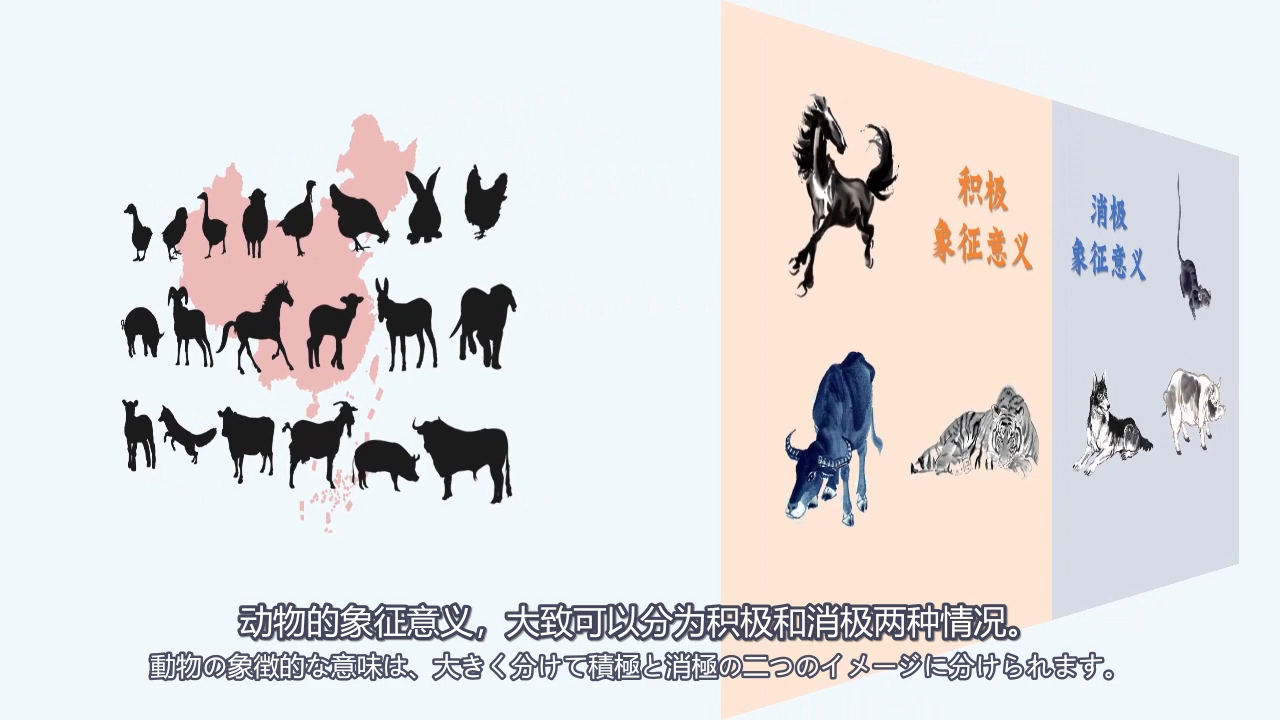 积极
象征意义
消极
象征意义
动物的象征意义，大致可以分为积极和消极两种情况。
動物の象徴的な意味は、大きく分けて積極と消極の二つのイメージに分けられます。